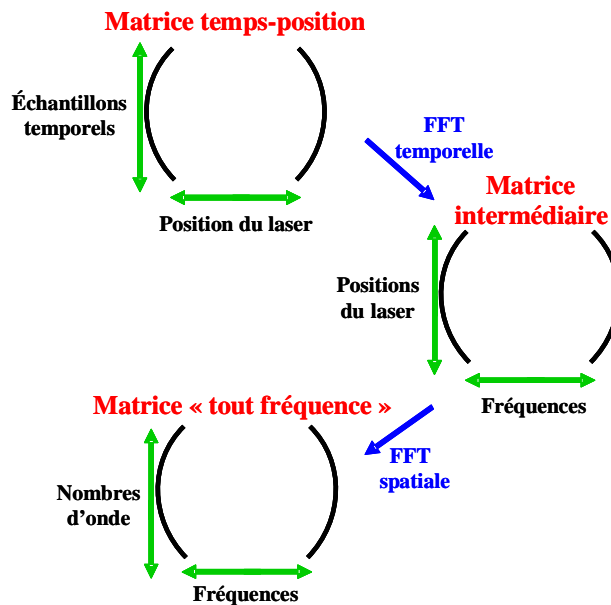 Matrice temps-position
Échantillons
temporels
Position du laser
FFT
temporelle
Matrice
intermédiaire
Positions
du laser
Fréquences
Matrice « tout fréquence »
FFT
spatiale
Nombres
d’onde
Fréquences